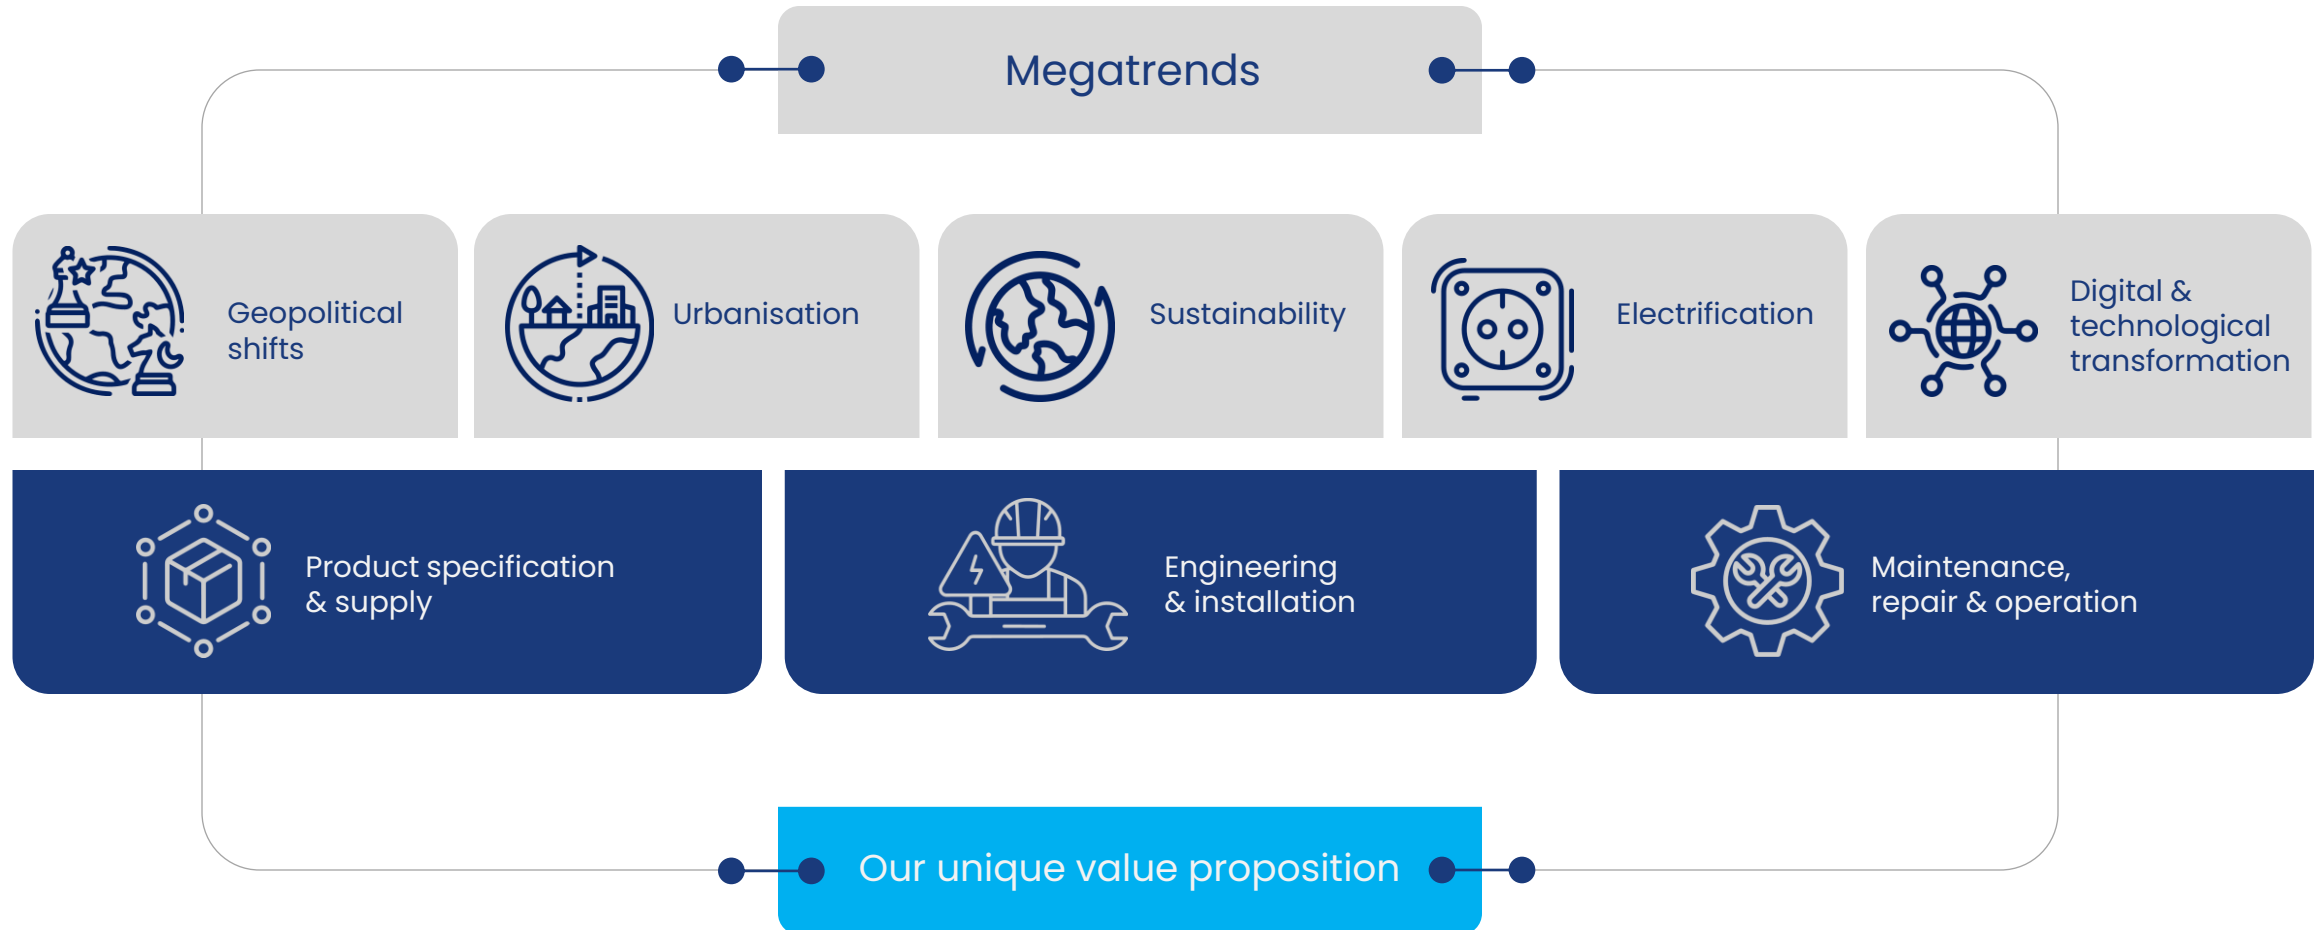 Megatrends
Geopolitical
shifts
Urbanisation
Sustainability
Electrification
Digital &
technological
transformation
Product specification
& supply
Engineering
& installation
Maintenance,
repair & operation
Our unique value proposition